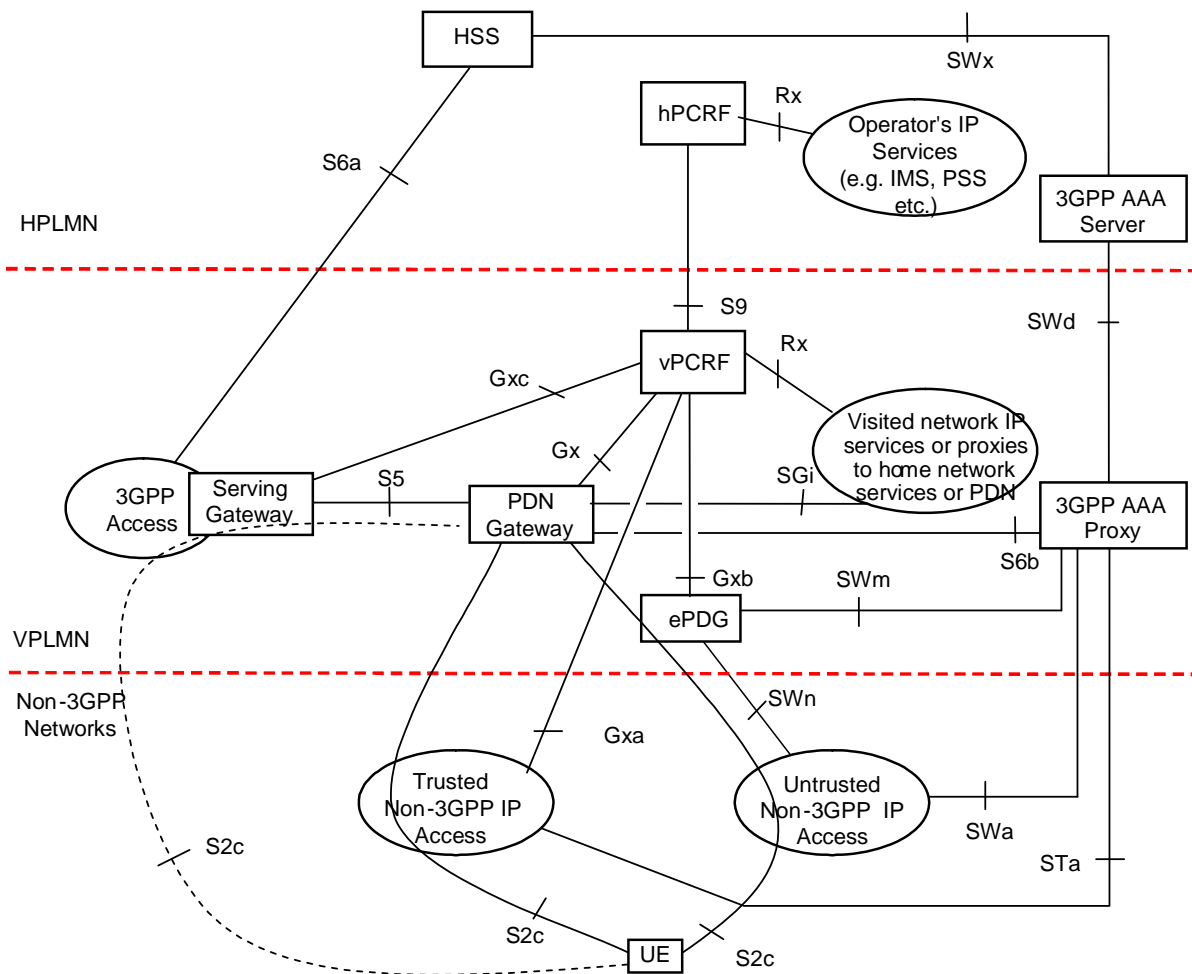 HSS
SWx
hPCRF
Rx
Operator's IP
Services
(e.g. IMS, PSS
etc.)
S6a
3GPP AAA
Server
HPLMN
S9
SWd
vPCRF
Rx
Gxc
Visited network IP
services or proxies
to home network
services or PDN
Gx
SGi
3GPP
Access
Serving
Gateway
S5
PDN
Gateway
3GPP AAA
Proxy
S6b
Gxb
SWm
ePDG
VPLMN
Non-3GPP
Networks
SWn
Gxa
Trusted
Non-3GPP IP
Access
Untrusted
Non-3GPP IP
Access
SWa
S2c
STa
S2c
UE
S2c